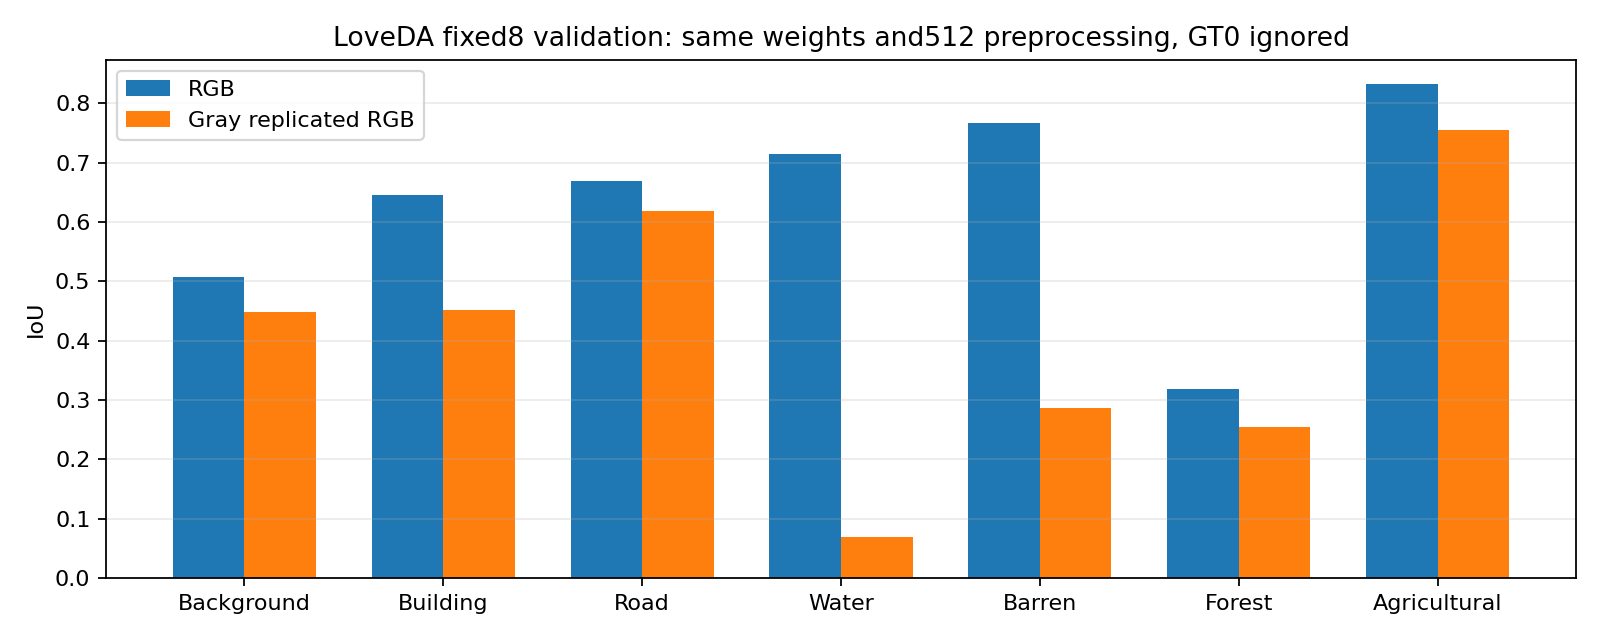 LoveDA fixed8 validation: same weights and512 preprocessing, GT0 ignored
RGB
Gray replicated RGB
IoU
0.8
0.7
0.6
0.5
0.4
0.3
0.2
0.1
0.0
Background Building Road Water Barren Forest Agricultural